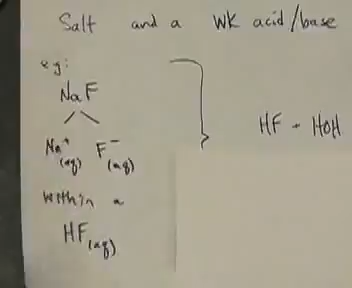 Salt and a WK acid/base
eg:
NaF
Na⁺(aq) F⁻(aq)
within a
HF(aq)
HF + HOH